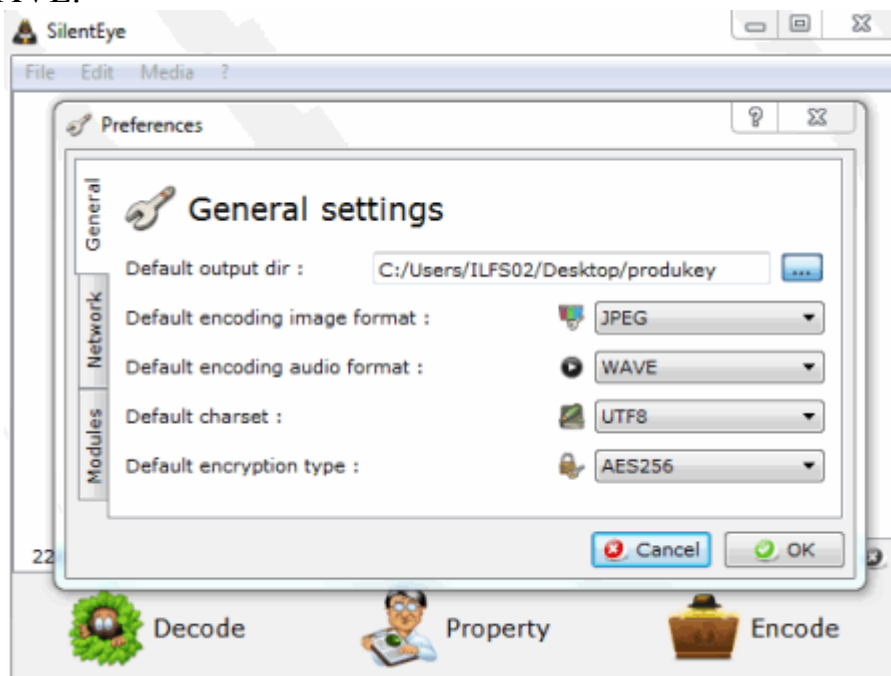 AVE.
SilentEye
File Edit Media ?
Preferences
General
Network
Modules
General settings
Default output dir : C:/Users/ILFS02/Desktop/produkey ...
Default encoding image format : JPEG
Default encoding audio format : WAVE
Default charset : UTF8
Default encryption type : AES256
Cancel OK
22
Decode Property Encode